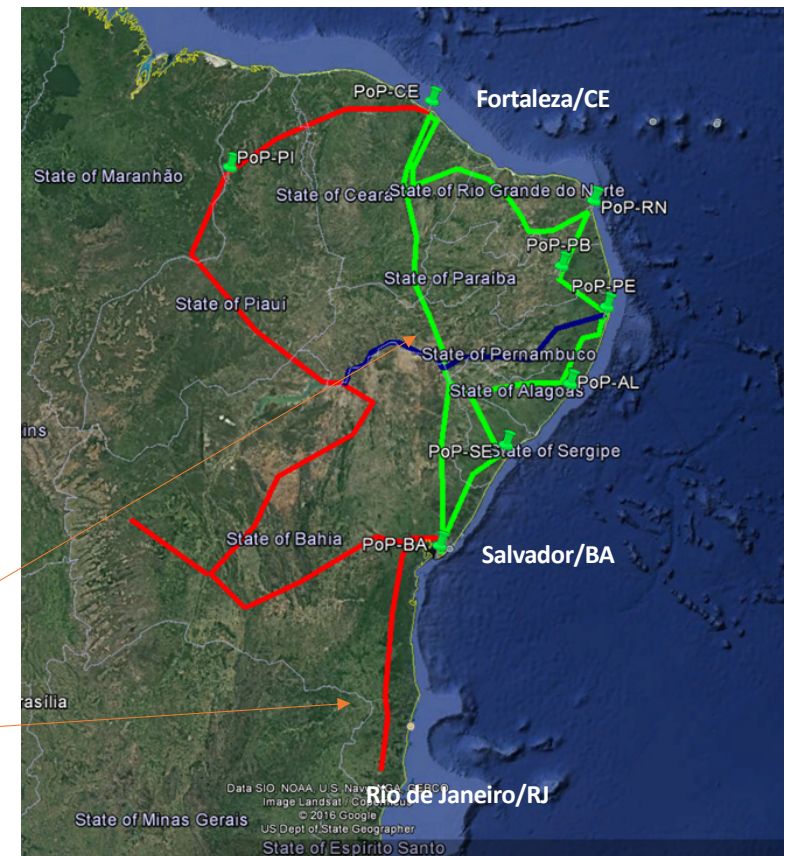 PoP-CE
Fortaleza/CE
PoP-PI
State of Maranhão
State of Ceará
State of Rio Grande do Norte
PoP-RN
PoP-PB
State of Paraíba
PoP-PE
State of Piauí
State of Pernambuco
State of Alagoas
PoP-AL
ins
PoP-SE
State of Sergipe
State of Bahia
PoP-BA
Salvador/BA
rasília
Data SIO, NOAA, U.S. Navy, NGA, GEBCO
Rio de Janeiro/RJ
Image Landsat / Copernicus
© 2016 Google
State of Minas Gerais
US Dept of State Geographer
State of Espírito Santo